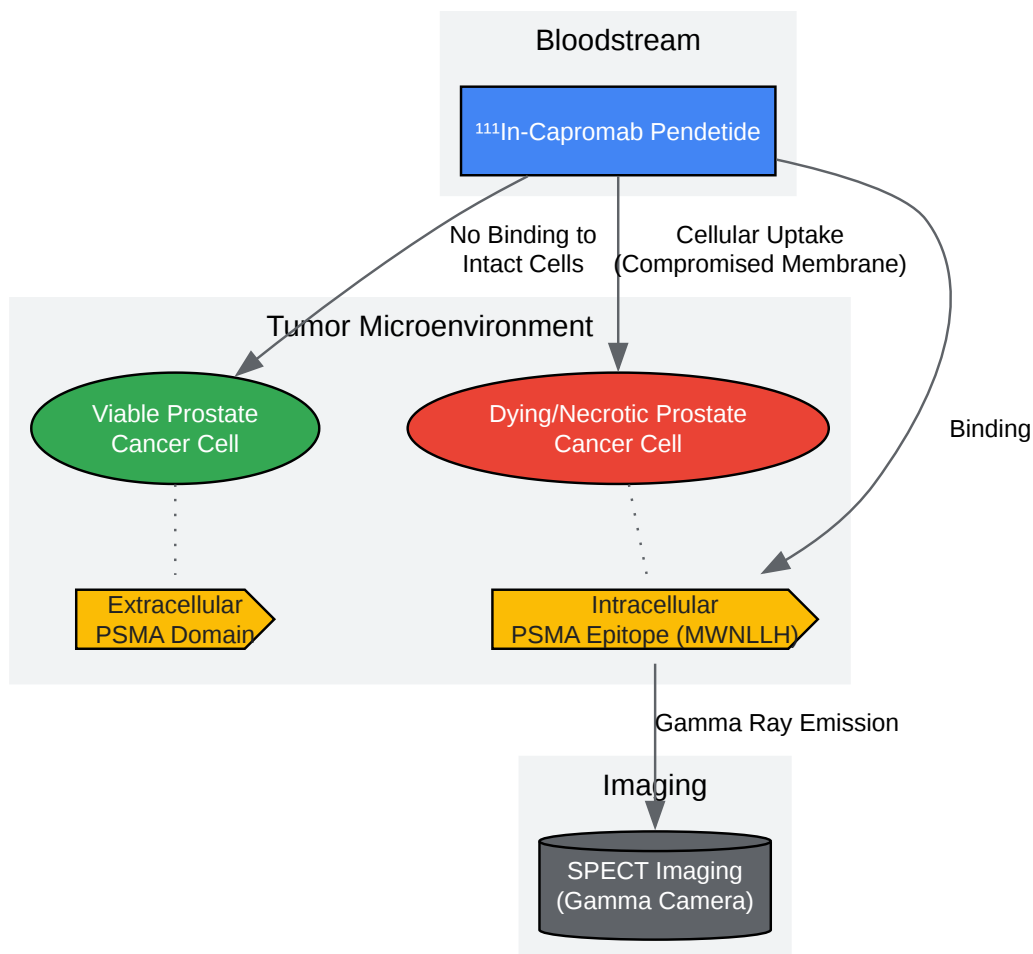 Bloodstream
¹¹¹In-Capromab Pendetide
No Binding to
Intact Cells
Cellular Uptake
(Compromised Membrane)
Tumor Microenvironment
Viable Prostate
Cancer Cell
Dying/Necrotic Prostate
Cancer Cell
Binding
Extracellular
PSMA Domain
Intracellular
PSMA Epitope (MWNLLH)
Gamma Ray Emission
Imaging
SPECT Imaging
(Gamma Camera)